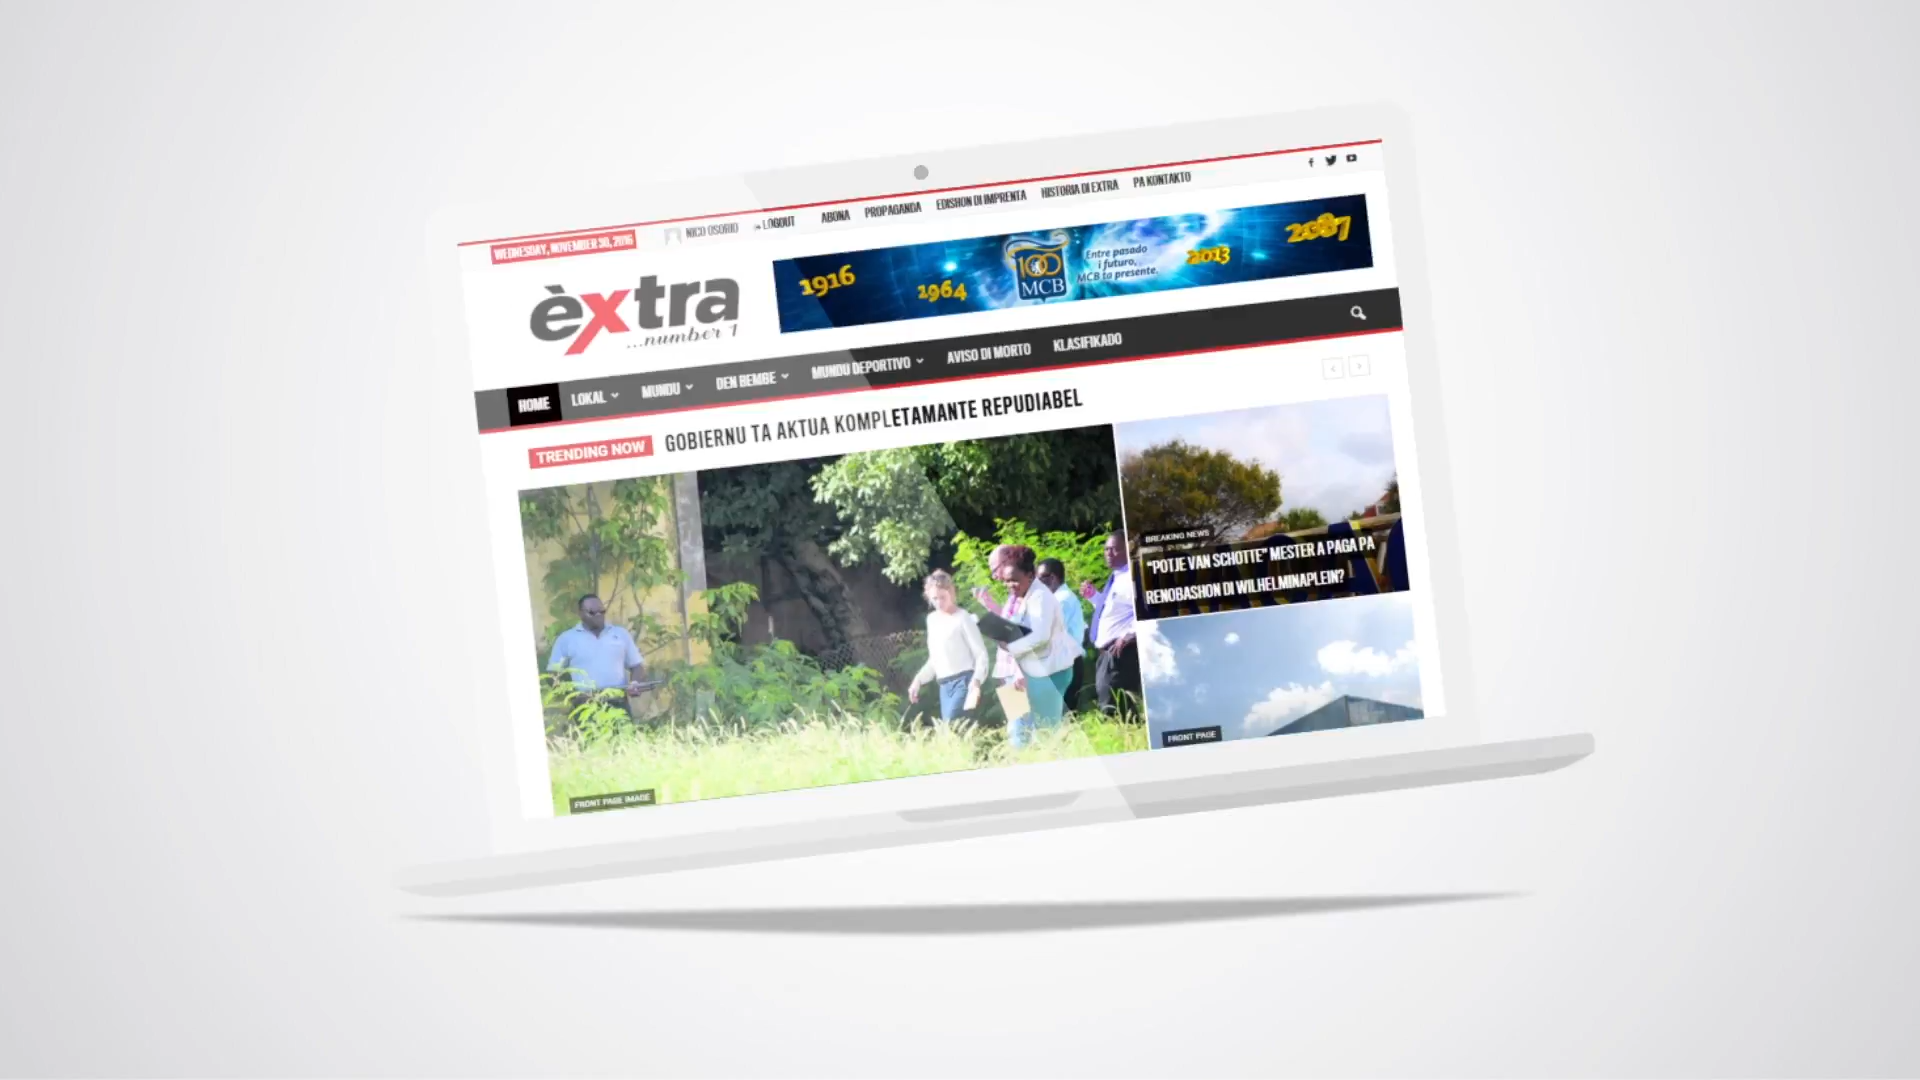 WEDNESDAY, NOVEMBER 30, 2016
NICO OSORIO
LOGOUT
ABONA
PROPAGANDA
EDISHON DI IMPRENTA
HISTORIA DI EXTRA
PA KONTAKTO
èxtra
...number 1
1916
1964
100
MCB
Entre pasado
i futuro,
MCB ta presente.
2013
2087
HOME
LOKAL
MUNDU
DEN BEMBE
MUNDU DEPORTIVO
AVISO DI MORTO
KLASIFIKADO
TRENDING NOW
GOBIERNU TA AKTUA KOMPLETAMANTE REPUDIABEL
BREAKING NEWS
“POTJE VAN SCHOTTE” MESTER A PAGA PA
RENOBASHON DI WILHELMINAPLEIN?
FRONT PAGE
FRONT PAGE IMAGE